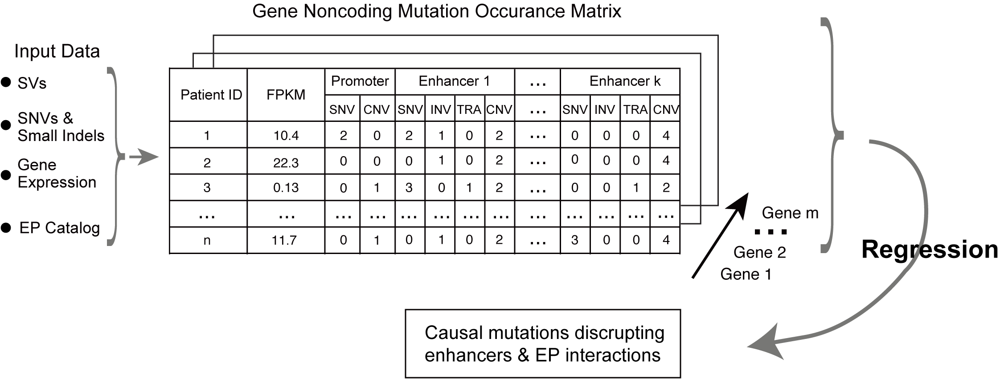 Gene Noncoding Mutation Occurance Matrix
Input Data
● SVs
● SNVs &
Small Indels
● Gene
Expression
● EP Catalog
Patient ID FPKM Promoter Enhancer 1 ... Enhancer k
SNV CNV SNV INV TRA CNV ... SNV INV TRA CNV
1 10.4 2 0 2 1 0 2 ... 0 0 0 4
2 22.3 0 0 0 1 0 2 ... 0 0 0 4
3 0.13 0 1 3 0 1 2 ... 0 0 1 2
... ... ... ... ... ... ... ... ... ... ... ... ...
n 11.7 0 1 0 1 0 2 ... 3 0 0 4
Gene m
...
Gene 2
Gene 1
Regression
Causal mutations discrupting
enhancers & EP interactions